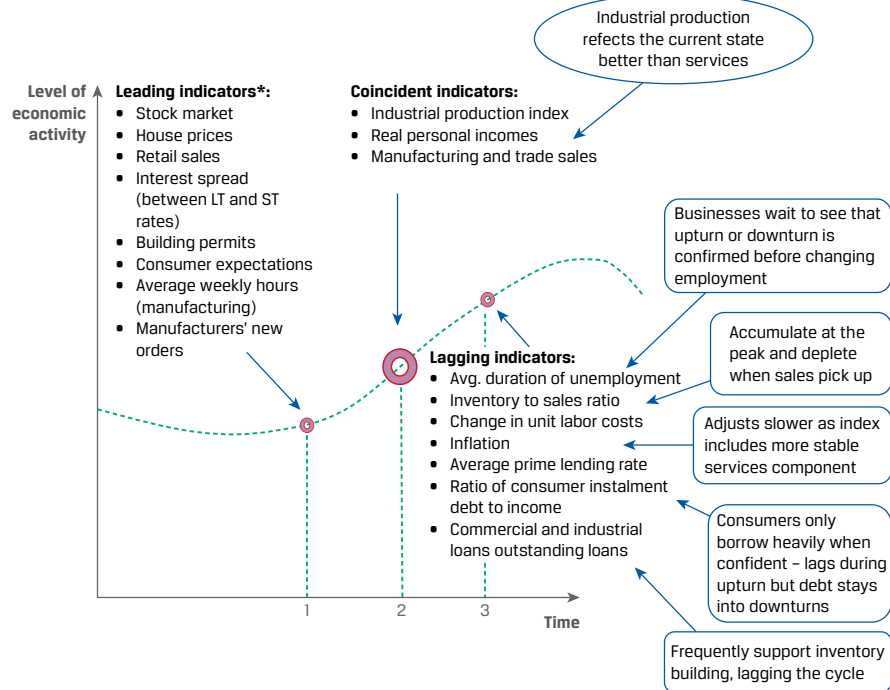 Industrial production
refects the current state
better than services
Level of
economic
activity
Leading indicators*:
• Stock market
• House prices
• Retail sales
• Interest spread
(between LT and ST
rates)
• Building permits
• Consumer expectations
• Average weekly hours
(manufacturing)
• Manufacturers' new
orders
Coincident indicators:
• Industrial production index
• Real personal incomes
• Manufacturing and trade sales
Businesses wait to see that
upturn or downturn is
confirmed before changing
employment
Lagging indicators:
• Avg. duration of unemployment
• Inventory to sales ratio
• Change in unit labor costs
• Inflation
• Average prime lending rate
• Ratio of consumer instalment
debt to income
• Commercial and industrial
loans outstanding loans
Accumulate at the
peak and deplete
when sales pick up
Adjusts slower as index
includes more stable
services component
Consumers only
borrow heavily when
confident – lags during
upturn but debt stays
into downturns
Frequently support inventory
building, lagging the cycle
1
2
3
Time